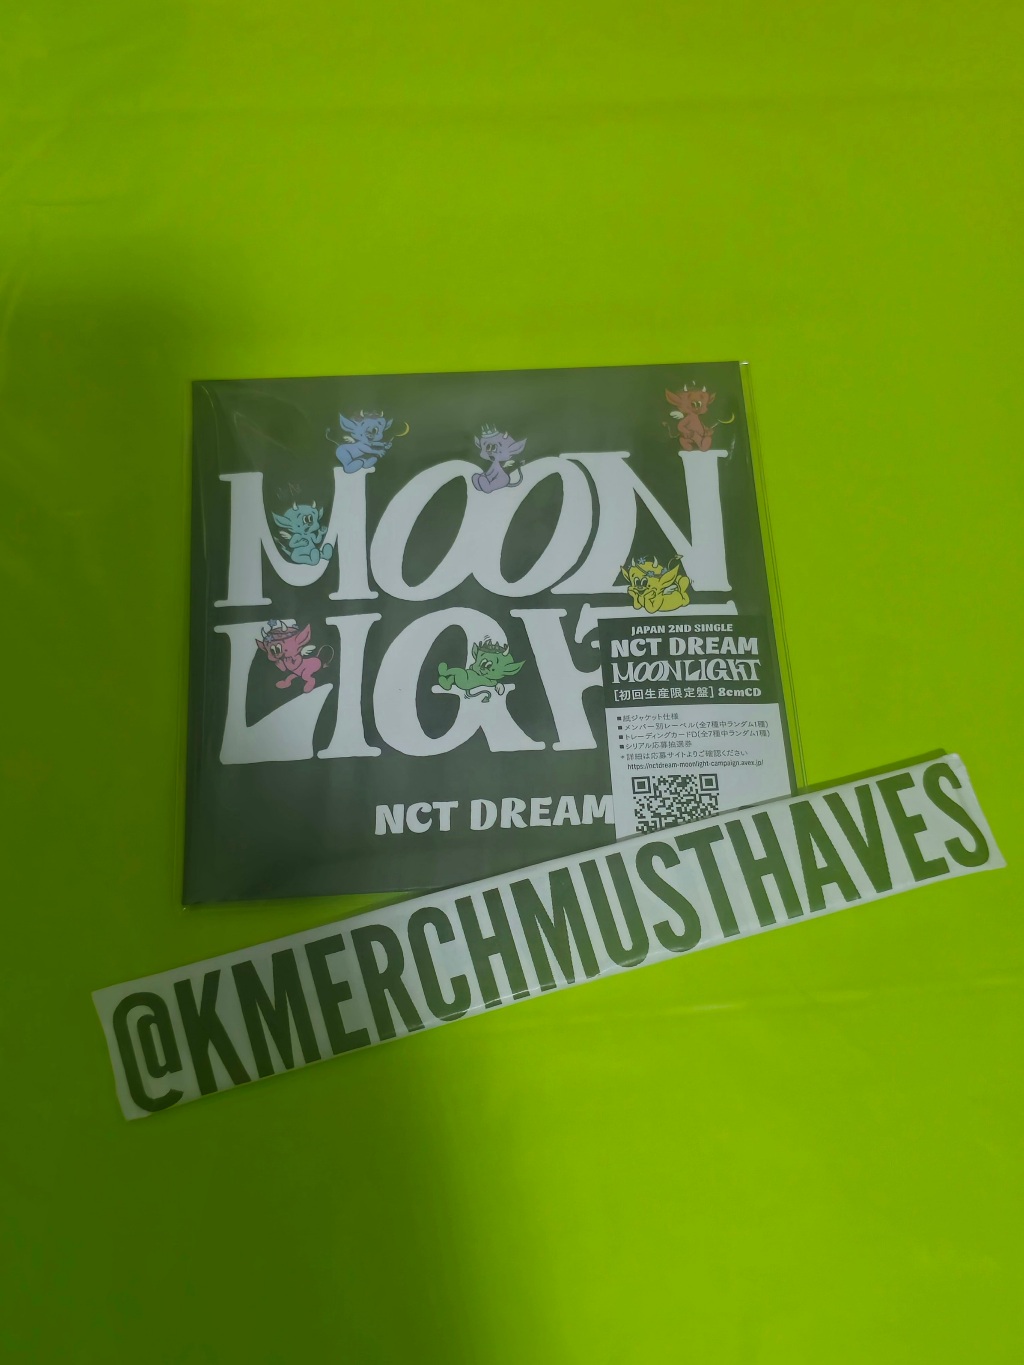 MOON
LIGHT
NCT DREAM
JAPAN 2ND SINGLE
NCT DREAM
MOONLIGHT
[初回生産限定盤] 8cmCD
■紙ジャケット仕様
■メンバー別レーベル(全7種中ランダム1種)
■トレーディングカードD(全7種中ランダム1種)
■シリアル応募抽選券
*詳細は応募サイトよりご確認ください
https://nctdream-moonlight-campaign.avex.jp/
@KMERCHMUSTHAVES